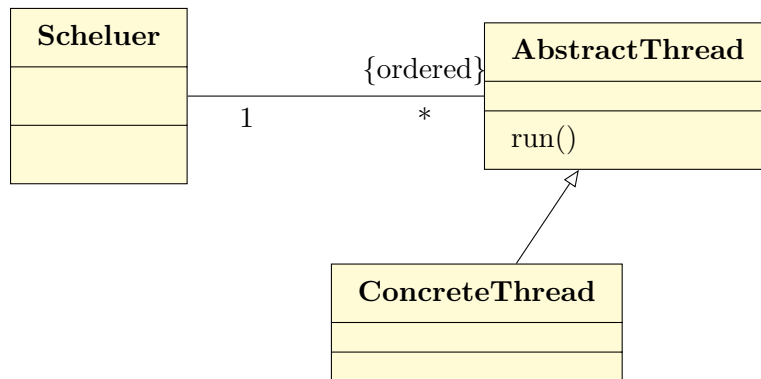 Scheluer
AbstractThread
{ordered}
1
*
run()
ConcreteThread